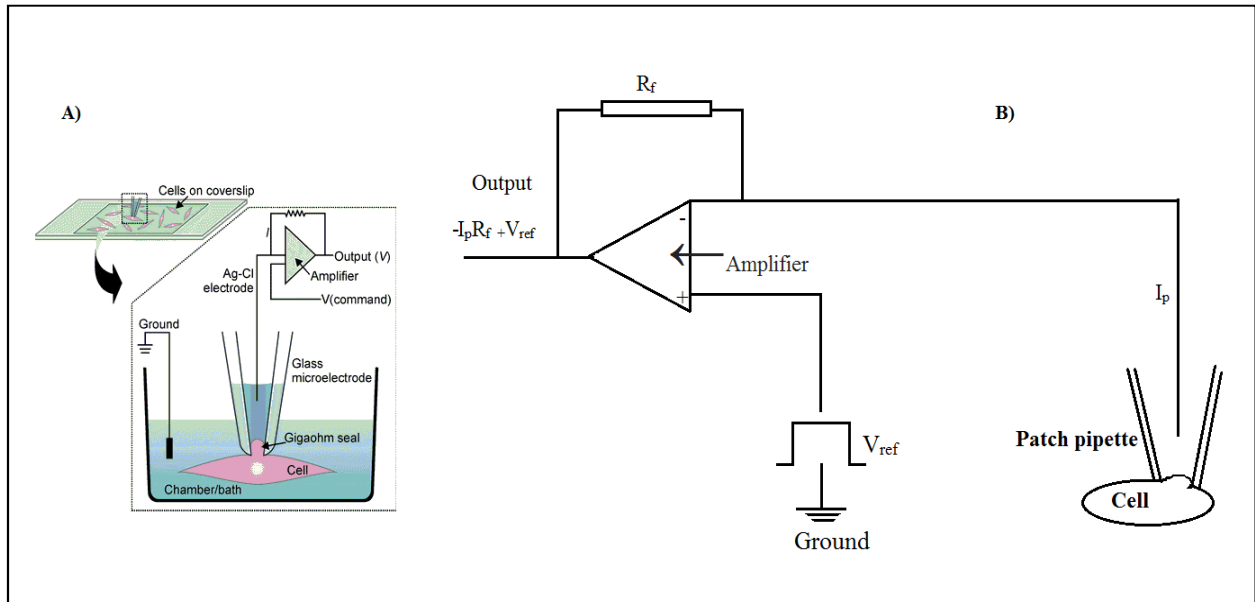 A)
Cells on coverslip
I
Output (V)
Amplifier
Ag-Cl
electrode
V(command)
Ground
Glass
microelectrode
Gigaohm seal
Cell
Chamber/bath
B)
Rf
Output
-IpRf +Vref
-
Amplifier
+
Ip
Vref
Ground
Patch pipette
Cell